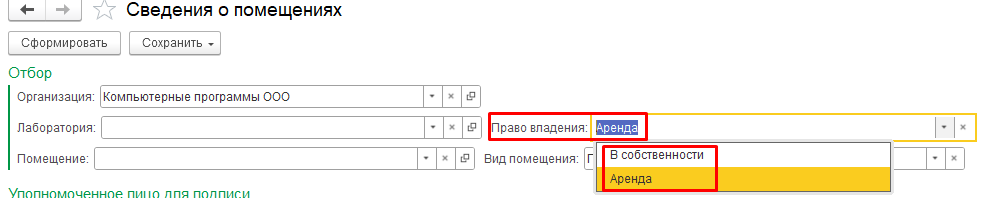 Сведения о помещениях
Сформировать Сохранить
Отбор
Организация: Компьютерные программы ООО
Лаборатория: Право владения: Аренда
В собственности
Помещение: Вид помещения:
Аренда
Уполномоченное лицо для подписи